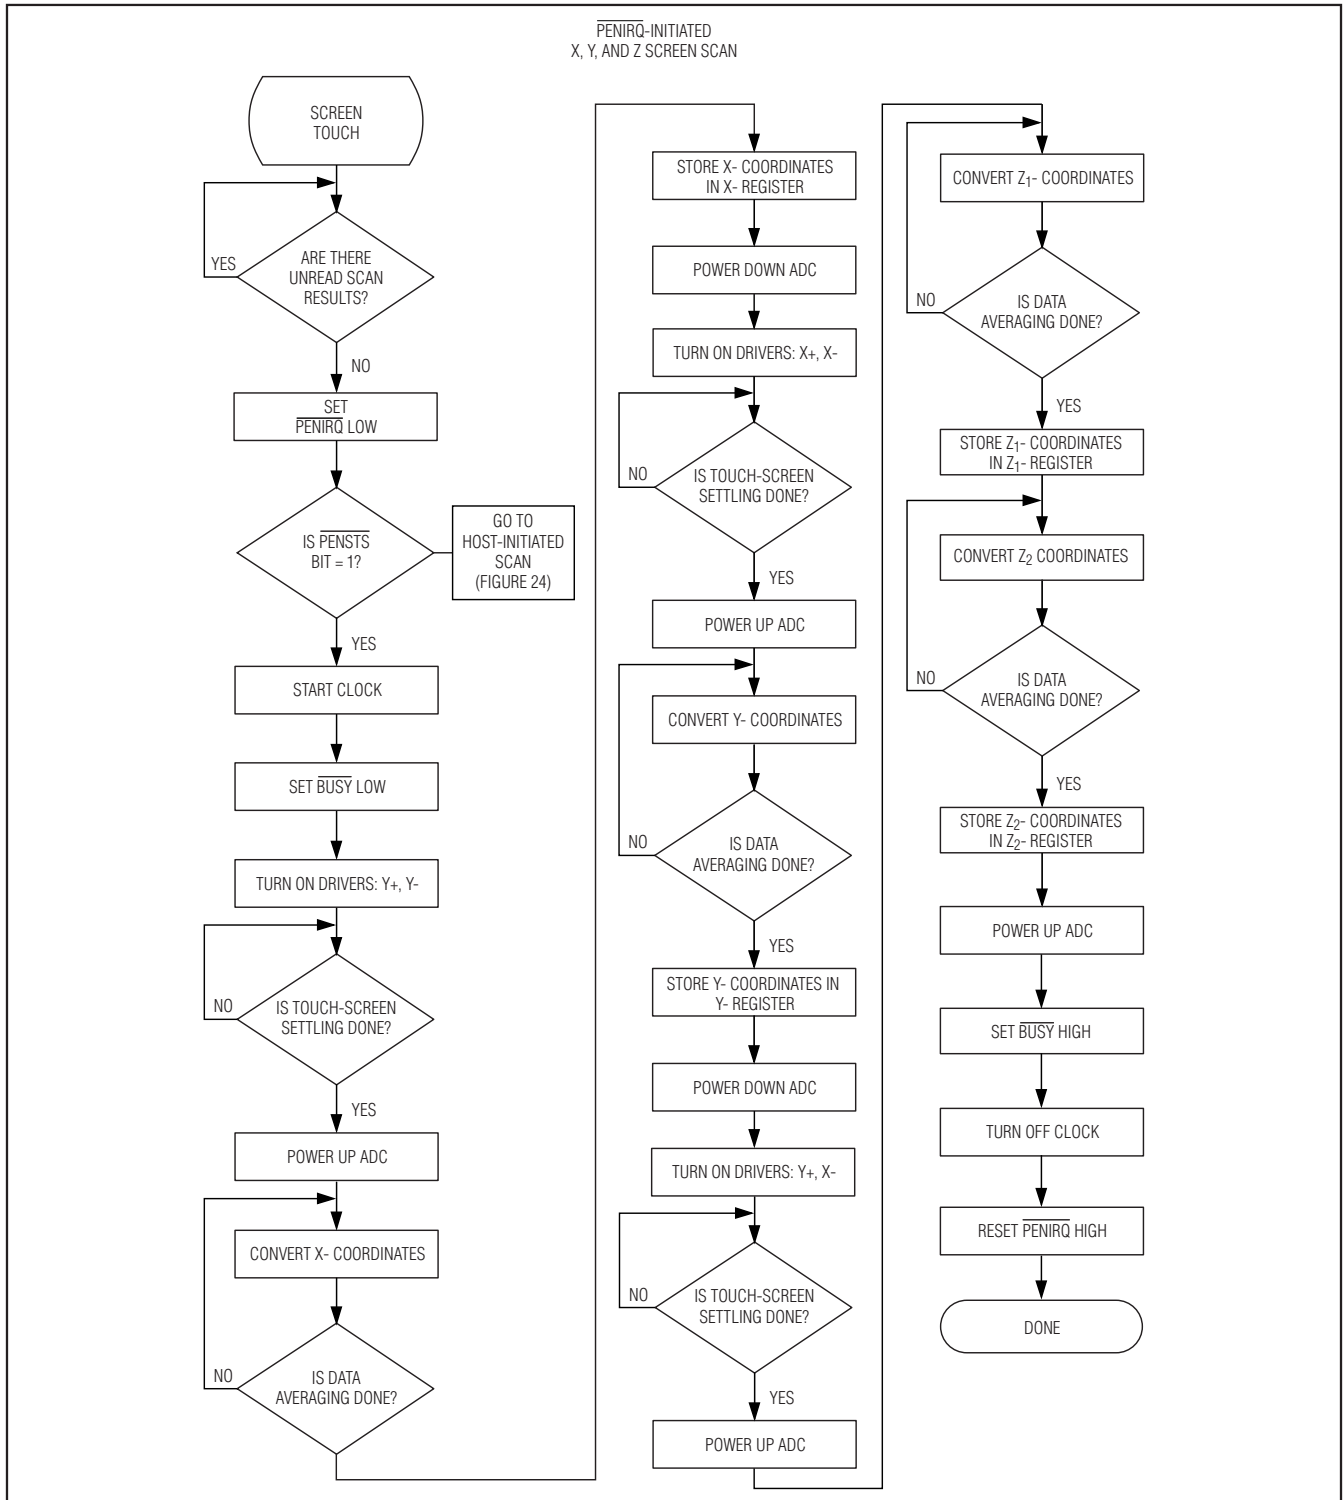 PENIRQ-INITIATED
X, Y, AND Z SCREEN SCAN
SCREEN
TOUCH
ARE THERE
UNREAD SCAN
RESULTS?
YES
NO
SET
PENIRQ LOW
IS PENSTS
BIT = 1?
GO TO
HOST-INITIATED
SCAN
(FIGURE 24)
YES
START CLOCK
SET BUSY LOW
TURN ON DRIVERS: Y+, Y-
IS TOUCH-SCREEN
SETTLING DONE?
NO
YES
POWER UP ADC
CONVERT X- COORDINATES
IS DATA
AVERAGING DONE?
NO
STORE X- COORDINATES
IN X- REGISTER
POWER DOWN ADC
TURN ON DRIVERS: X+, X-
IS TOUCH-SCREEN
SETTLING DONE?
NO
YES
POWER UP ADC
CONVERT Y- COORDINATES
IS DATA
AVERAGING DONE?
NO
YES
STORE Y- COORDINATES IN
Y- REGISTER
POWER DOWN ADC
TURN ON DRIVERS: Y+, X-
IS TOUCH-SCREEN
SETTLING DONE?
NO
YES
POWER UP ADC
CONVERT Z1- COORDINATES
IS DATA
AVERAGING DONE?
NO
YES
STORE Z1- COORDINATES
IN Z1- REGISTER
CONVERT Z2 COORDINATES
IS DATA
AVERAGING DONE?
NO
YES
STORE Z2- COORDINATES
IN Z2- REGISTER
POWER UP ADC
SET BUSY HIGH
TURN OFF CLOCK
RESET PENIRQ HIGH
DONE